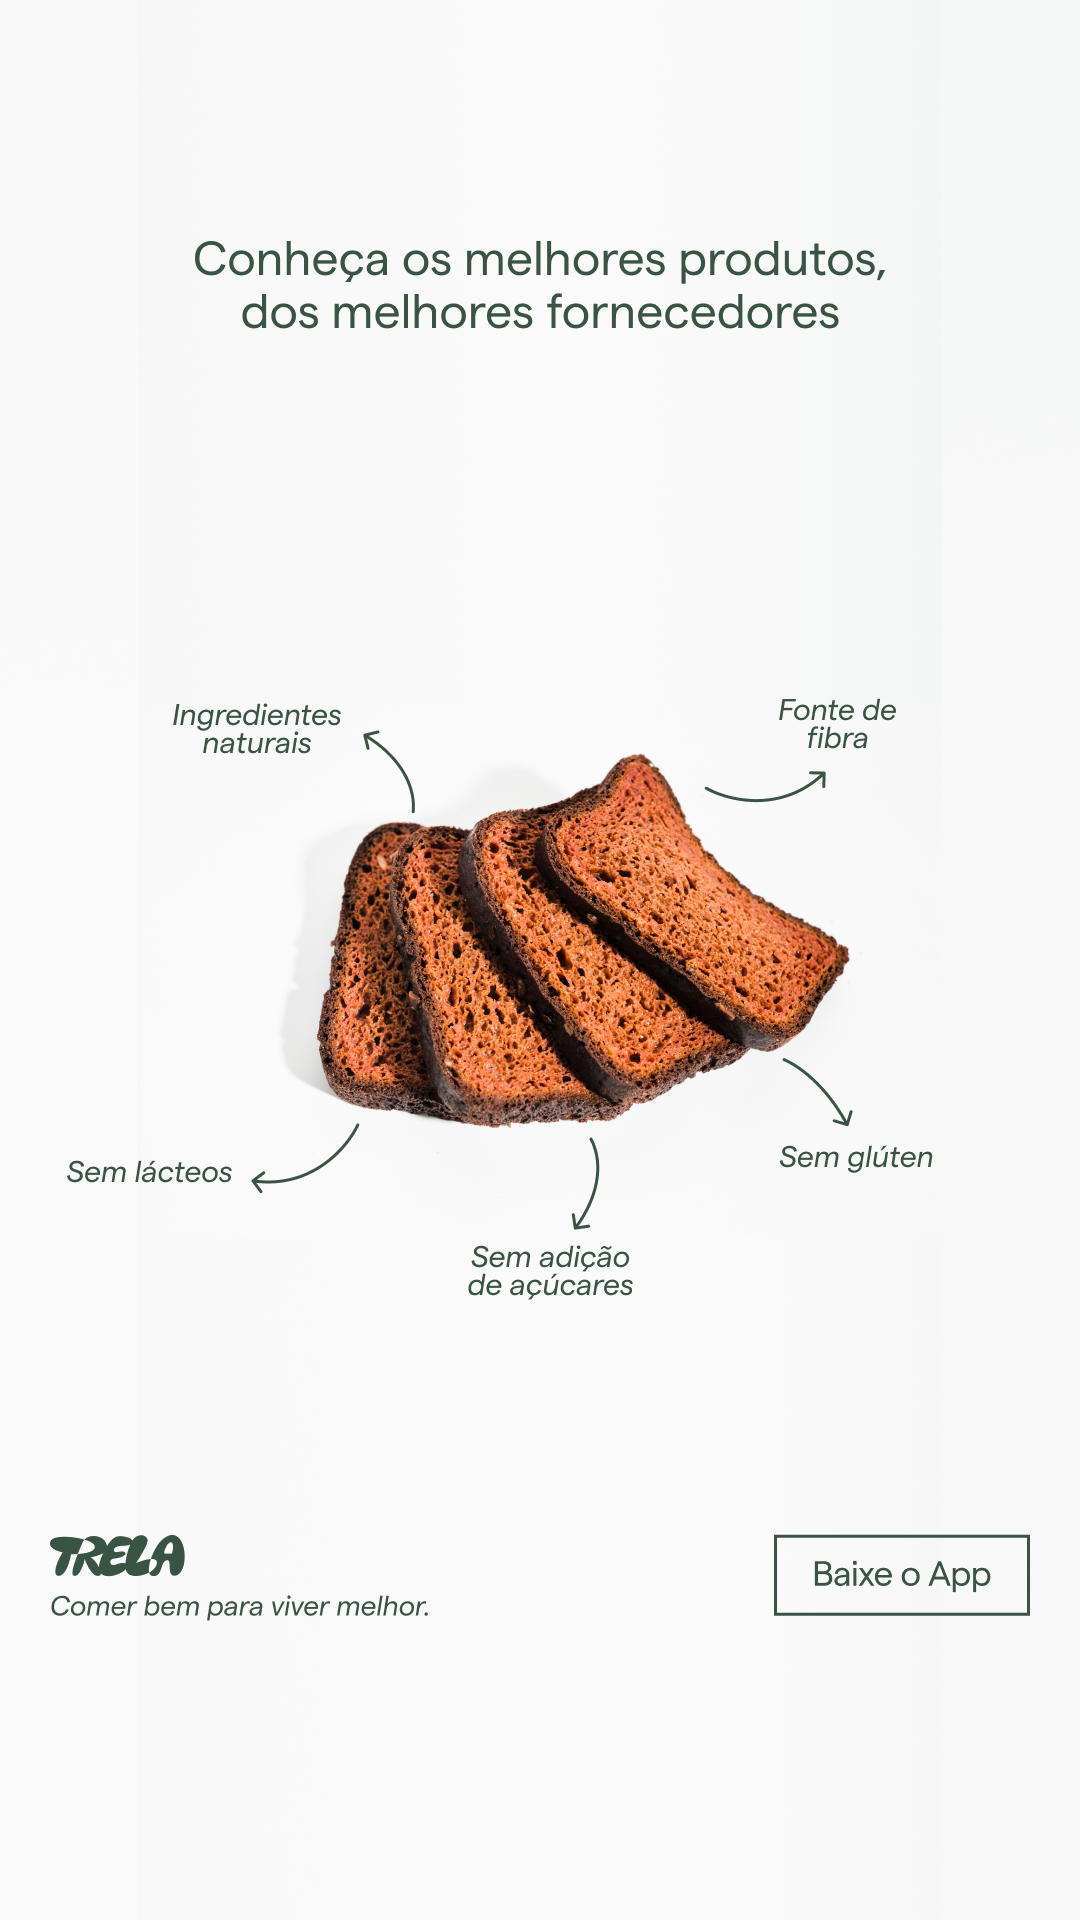 Conheça os melhores produtos,
dos melhores fornecedores
Ingredientes
naturais
Fonte de
fibra
Sem lácteos
Sem glúten
Sem adição
de açúcares
TRELA
Comer bem para viver melhor.
Baixe o App